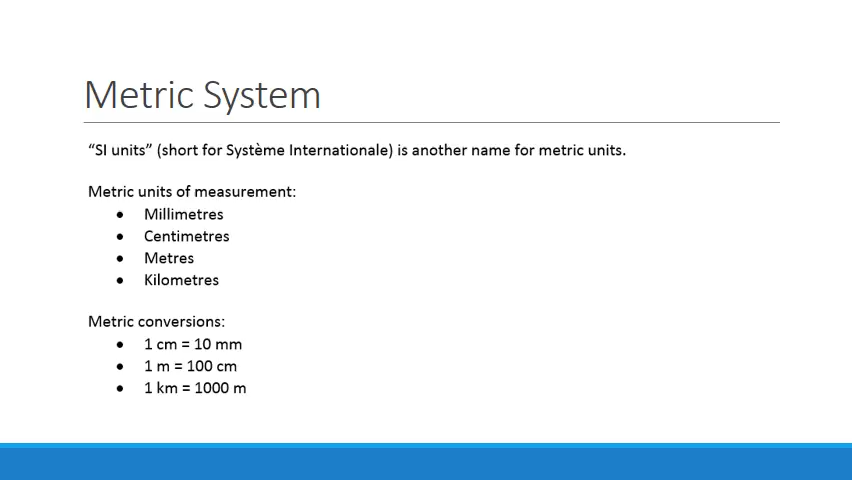 Metric System
“SI units” (short for Système Internationale) is another name for metric units.
Metric units of measurement:
• Millimetres
• Centimetres
• Metres
• Kilometres
Metric conversions:
• 1 cm = 10 mm
• 1 m = 100 cm
• 1 km = 1000 m